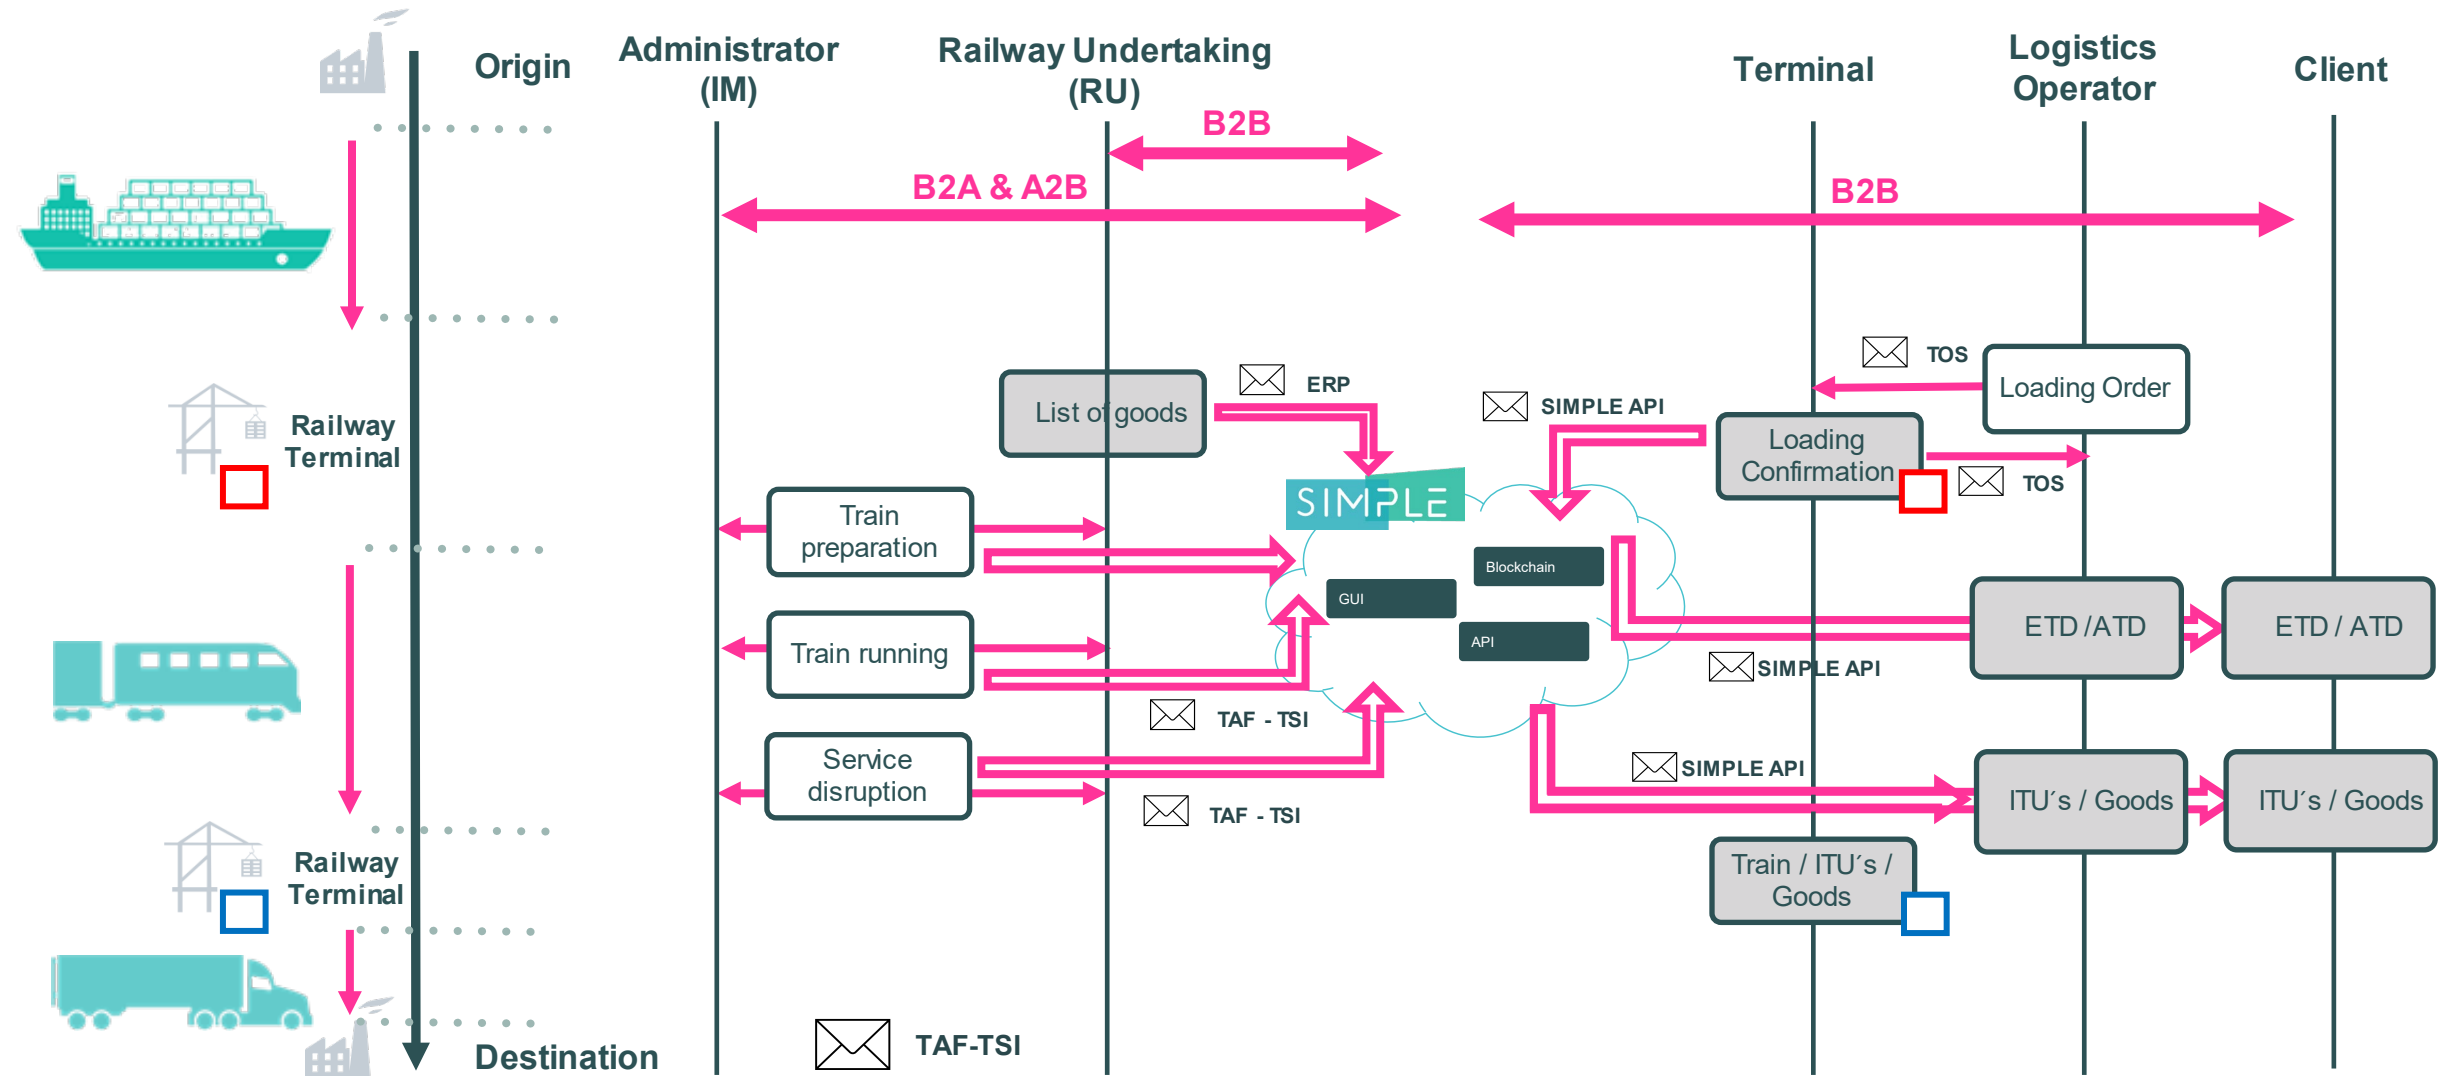 Origin
Administrator
(IM)
Railway Undertaking
(RU)
Terminal
Logistics
Operator
Client
B2B
B2A & A2B
B2B
TOS
Loading Order
ERP
List of goods
SIMPLE API
Loading
Confirmation
TOS
Railway
Terminal
SIMPLE
Train
preparation
Blockchain
GUI
API
ETD /ATD
ETD / ATD
Train running
SIMPLE API
TAF - TSI
Service
disruption
SIMPLE API
ITU´s / Goods
ITU´s / Goods
TAF - TSI
Railway
Terminal
Train / ITU´s /
Goods
TAF-TSI
Destination